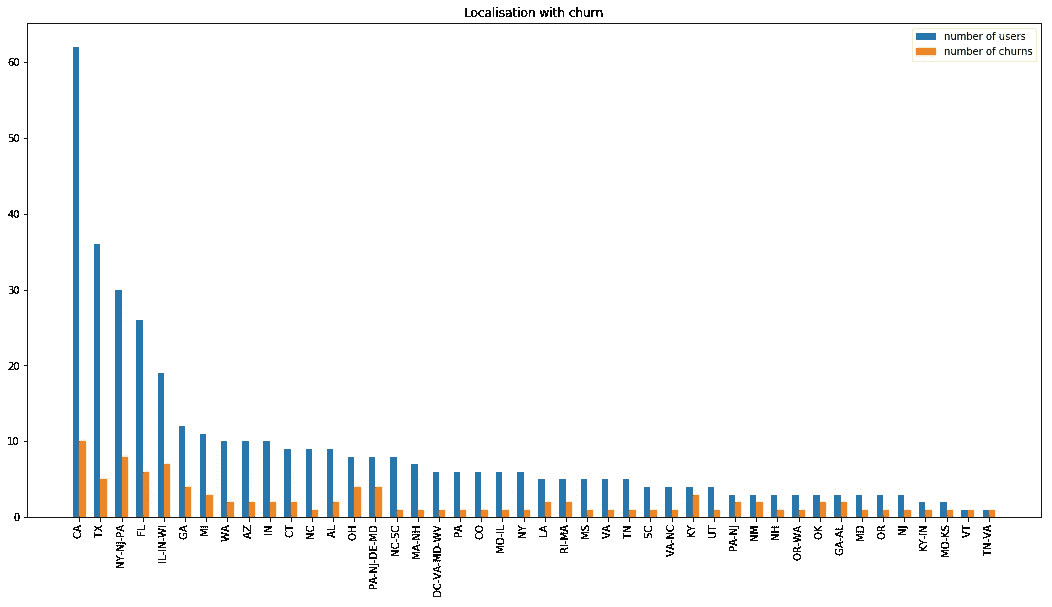 Localisation with churn
number of users
number of churns
60
50
40
30
20
10
0
CA
TX
NY-NJ-PA
FL
IL-IN-WI
GA
MI
WA
AZ
IN
CT
NC
AL
OH
PA-NJ-DE-MD
NC-SC
MA-NH
DC-VA-MD-WV
PA
CO
MD-IL
NY
LA
RI-MA
MS
VA
TN
SC
VA-NC
KY
UT
PA-NJ
NM
NH
OR-WA
OK
GA-AL
MD
OR
NJ
KY-IN
MD-KS
VT
TN-VA